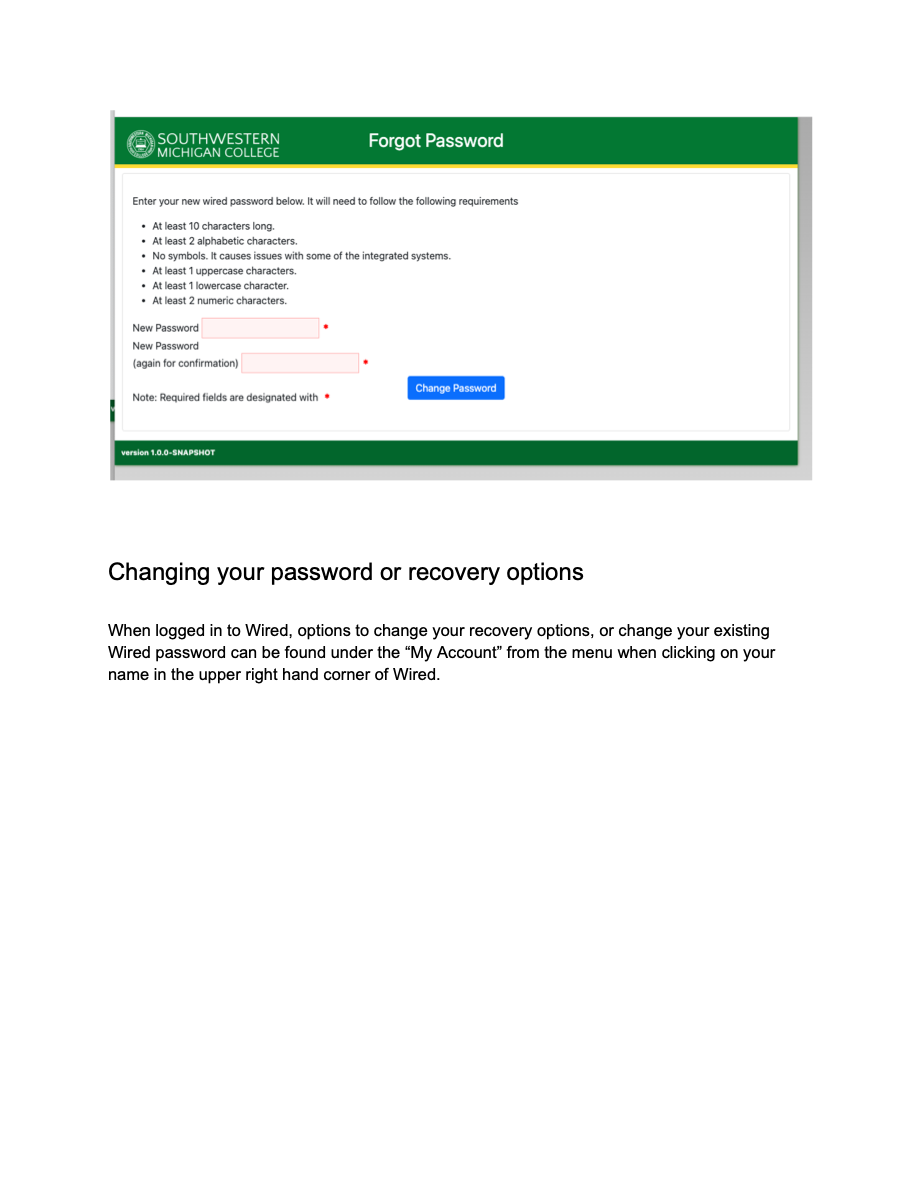 SOUTHWESTERN
MICHIGAN COLLEGE
Forgot Password
Enter your new wired password below. It will need to follow the following requirements
• At least 10 characters long.
• At least 2 alphabetic characters.
• No symbols. It causes issues with some of the integrated systems.
• At least 1 uppercase characters.
• At least 1 lowercase character.
• At least 2 numeric characters.
New Password *
New Password
(again for confirmation) *
Change Password
Note: Required fields are designated with *
version 1.0.0-SNAPSHOT
Changing your password or recovery options
When logged in to Wired, options to change your recovery options, or change your existing
Wired password can be found under the “My Account” from the menu when clicking on your
name in the upper right hand corner of Wired.